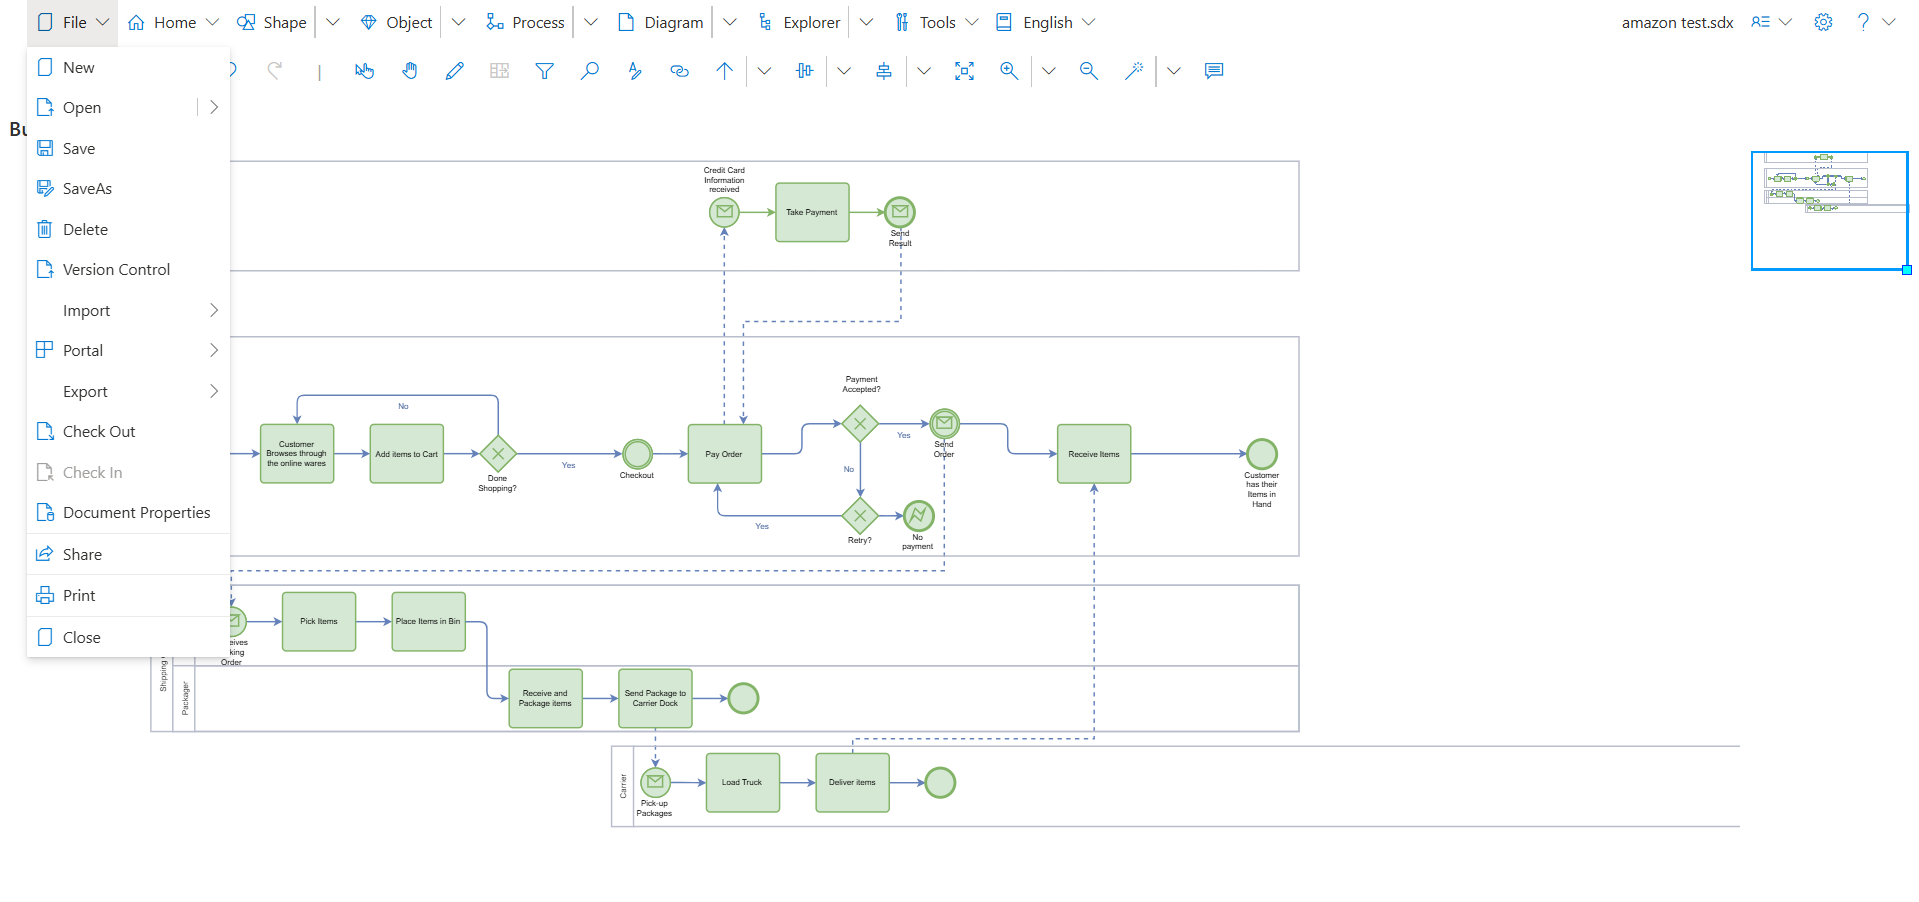 File
Home
Shape
Object
Process
Diagram
Explorer
Tools
English
amazon test.sdx
New
Open
Save
SaveAs
Delete
Version Control
Import
Portal
Export
Check Out
Check In
Document Properties
Share
Print
Close
Credit Card
Information
received
Take Payment
Send
Result
No
Customer
Browses through
the online wares
Add items to Cart
Done
Shopping?
Yes
Checkout
Pay Order
Payment
Accepted?
Yes
Send
Order
No
Yes
Retry?
No
payment
Receive Items
Customer
has their
Items in
Hand
Order
Pick Items
Place Items in Bin
Shipping
Packager
Receive and
Package items
Send Package to
Carrier Dock
Carrier
Pick-up
Packages
Load Truck
Deliver items